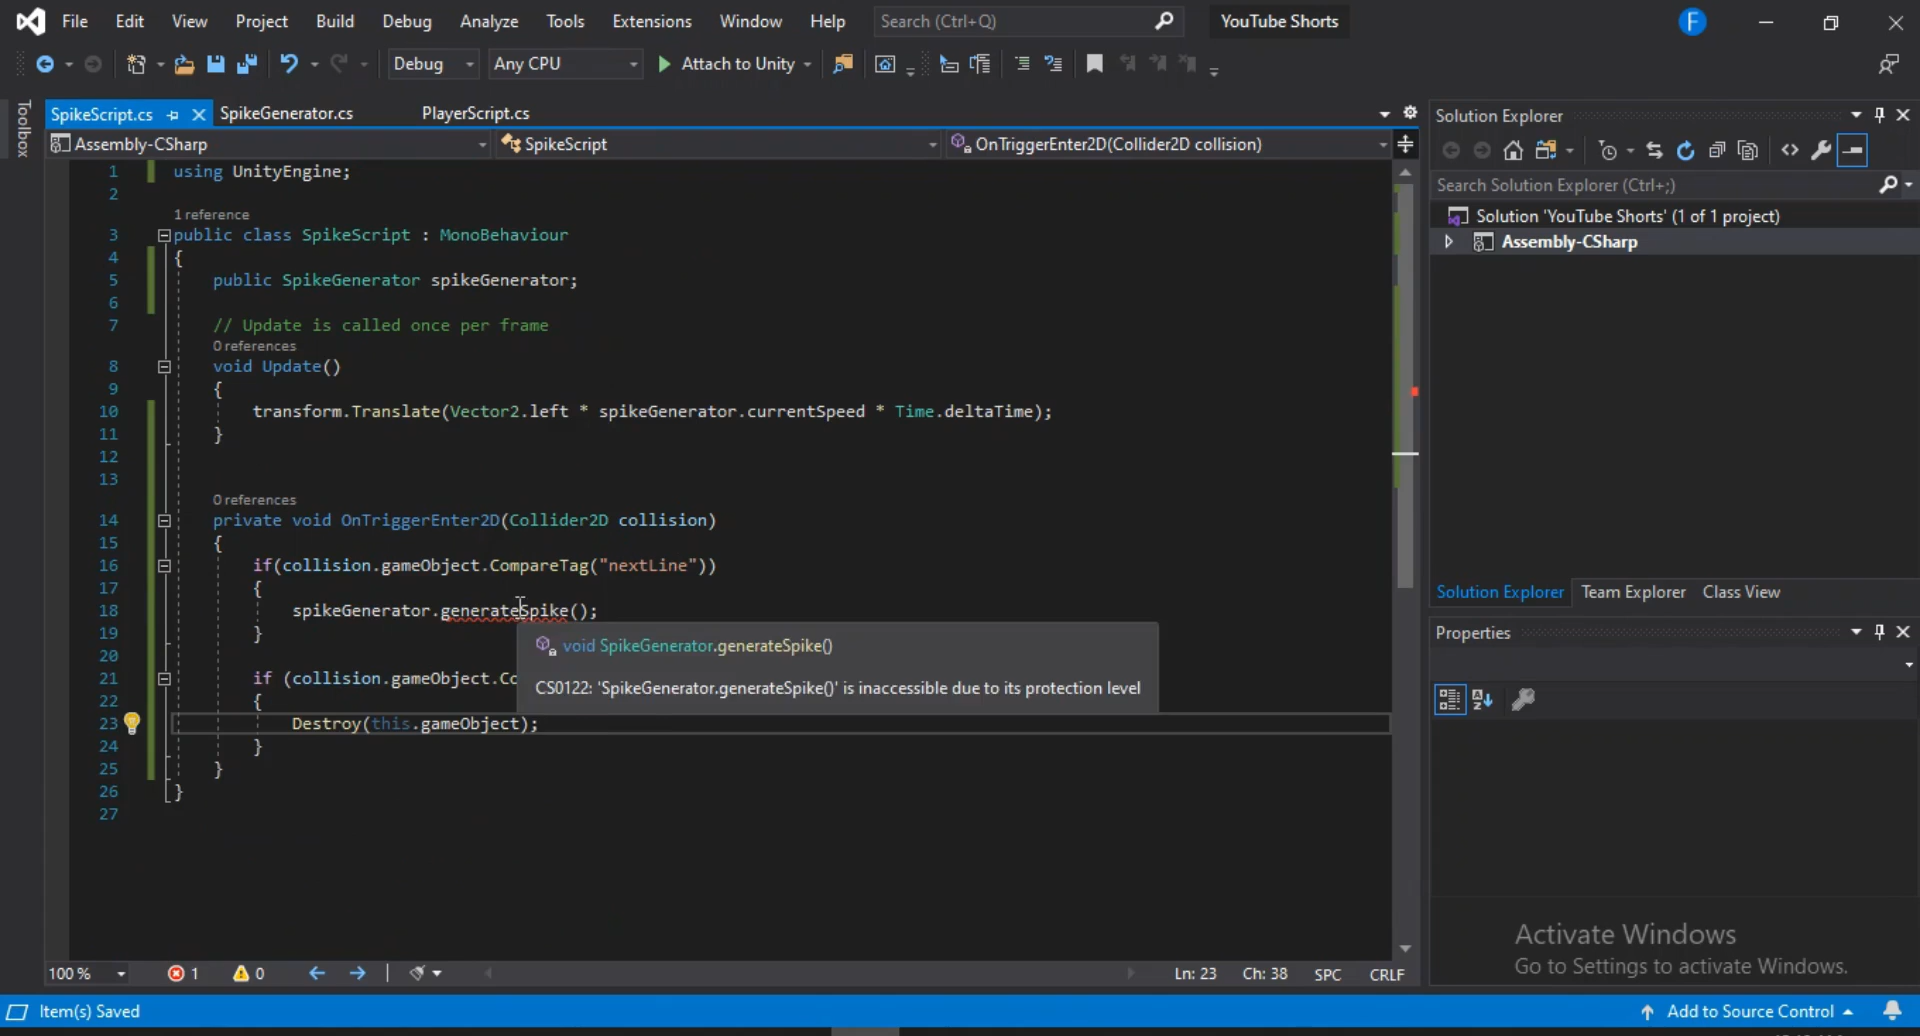 File Edit View Project Build Debug Analyze Tools Extensions Window Help Search (Ctrl+Q) YouTube Shorts F
Debug Any CPU Attach to Unity
Toolbox
SpikeScript.cs SpikeGenerator.cs PlayerScript.cs
Assembly-CSharp SpikeScript OnTriggerEnter2D(Collider2D collision)
1 using UnityEngine;
2
1 reference
3 public class SpikeScript : MonoBehaviour
4 {
5 public SpikeGenerator spikeGenerator;
6
7 // Update is called once per frame
0 references
8 void Update()
9 {
10 transform.Translate(Vector2.left * spikeGenerator.currentSpeed * Time.deltaTime);
11 }
12
13
0 references
14 private void OnTriggerEnter2D(Collider2D collision)
15 {
16 if(collision.gameObject.CompareTag("nextLine"))
17 {
18 spikeGenerator.generateSpike();
19 }
20
void SpikeGenerator.generateSpike()
CS0122: 'SpikeGenerator.generateSpike()' is inaccessible due to its protection level
21 if (collision.gameObject.Co
22 {
23 Destroy(this.gameObject);
24 }
25 }
26 }
27
100 % 1 0 Ln: 23 Ch: 38 SPC CRLF
Solution Explorer
Search Solution Explorer (Ctrl+;)
Solution 'YouTube Shorts' (1 of 1 project)
Assembly-CSharp
Solution Explorer Team Explorer Class View
Properties
Activate Windows
Go to Settings to activate Windows.
Item(s) Saved Add to Source Control